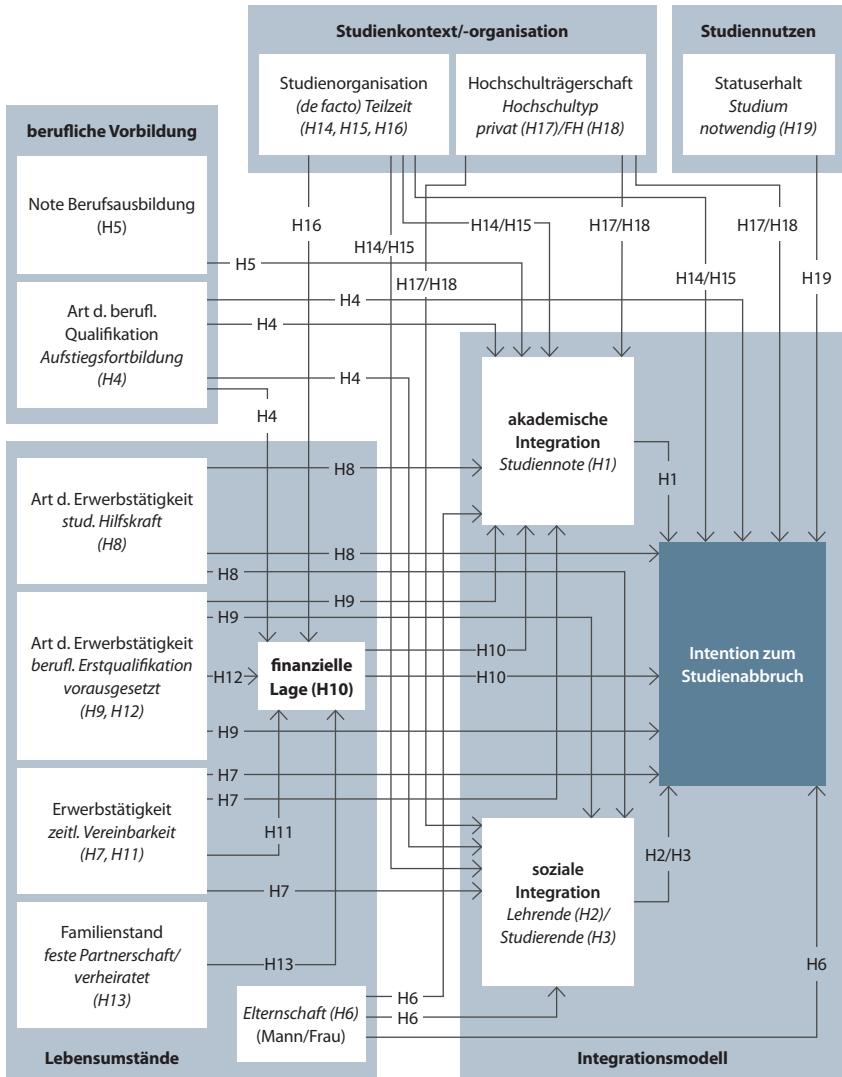 Studienkontext/-organisation
Studienorganisation
(de facto) Teilzeit
(H14, H15, H16)
Hochschulträgerschaft
Hochschultyp
privat (H17)/FH (H18)
Studiennutzen
Statuserhalt
Studium
notwendig (H19)
berufliche Vorbildung
Note Berufsausbildung
(H5)
Art d. berufl.
Qualifikation
Aufstiegsfortbildung
(H4)
H16
H14/H15
H17/H18
H14/H15
H17/H18
H14/H15
H17/H18
H19
H5
H4
H4
H4
H4
akademische
Integration
Studiennote (H1)
H1
Art d. Erwerbstätigkeit
stud. Hilfskraft
(H8)
H8
H8
H8
Art d. Erwerbstätigkeit
berufl. Erstqualifikation
vorausgesetzt
(H9, H12)
H9
H9
H12
H9
finanzielle
Lage (H10)
H10
H10
Intention zum
Studienabbruch
Erwerbstätigkeit
zeitl. Vereinbarkeit
(H7, H11)
H7
H7
H11
H7
soziale
Integration
Lehrende (H2)/
Studierende (H3)
H2/H3
Familienstand
feste Partnerschaft/
verheiratet
(H13)
H13
Elternschaft (H6)
(Mann/Frau)
H6
H6
H6
Lebensumstände
Integrationsmodell